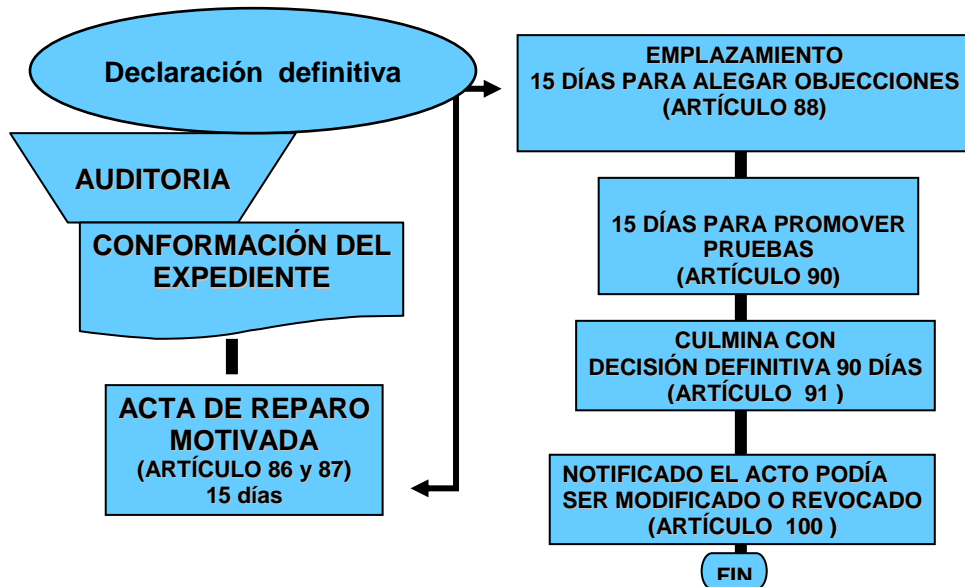 Declaración definitiva
AUDITORIA
CONFORMACIÓN DEL
EXPEDIENTE
ACTA DE REPARO
MOTIVADA
(ARTÍCULO 86 y 87)
15 días
EMPLAZAMIENTO
15 DÍAS PARA ALEGAR OBJECCIONES
(ARTÍCULO 88)
15 DÍAS PARA PROMOVER
PRUEBAS
(ARTÍCULO 90)
CULMINA CON
DECISIÓN DEFINITIVA 90 DÍAS
(ARTÍCULO 91 )
NOTIFICADO EL ACTO PODÍA
SER MODIFICADO O REVOCADO
(ARTÍCULO 100 )
FIN